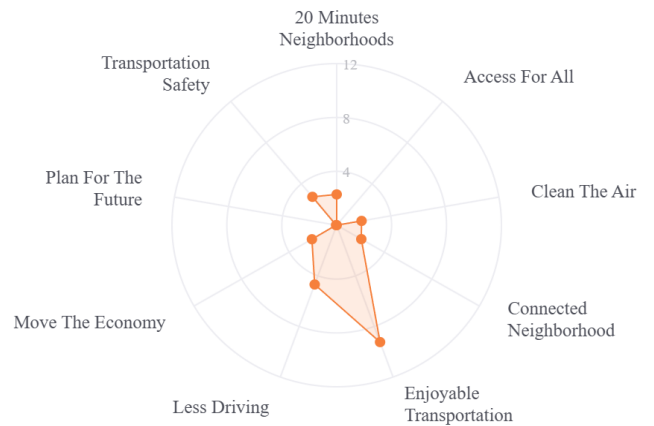 20 Minutes
Neighborhoods
Transportation
Safety
12
Access For All
8
4
Plan For The
Future
Clean The Air
Move The Economy
Connected
Neighborhood
Less Driving
Enjoyable
Transportation